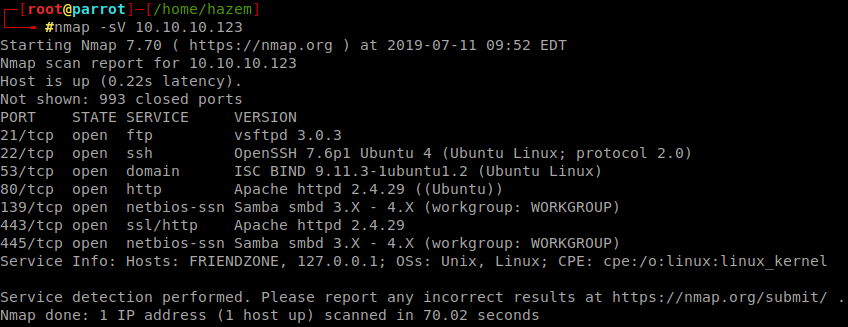 ┌─[root@parrot]─[/home/hazem]
└──╼ #nmap -sV 10.10.10.123
Starting Nmap 7.70 ( https://nmap.org ) at 2019-07-11 09:52 EDT
Nmap scan report for 10.10.10.123
Host is up (0.22s latency).
Not shown: 993 closed ports
PORT    STATE SERVICE     VERSION
21/tcp  open  ftp         vsftpd 3.0.3
22/tcp  open  ssh         OpenSSH 7.6p1 Ubuntu 4 (Ubuntu Linux; protocol 2.0)
53/tcp  open  domain      ISC BIND 9.11.3-1ubuntu1.2 (Ubuntu Linux)
80/tcp  open  http        Apache httpd 2.4.29 ((Ubuntu))
139/tcp open  netbios-ssn Samba smbd 3.X - 4.X (workgroup: WORKGROUP)
443/tcp open  ssl/http    Apache httpd 2.4.29
445/tcp open  netbios-ssn Samba smbd 3.X - 4.X (workgroup: WORKGROUP)
Service Info: Hosts: FRIENDZONE, 127.0.0.1; OSs: Unix, Linux; CPE: cpe:/o:linux:linux_kernel
Service detection performed. Please report any incorrect results at https://nmap.org/submit/ .
Nmap done: 1 IP address (1 host up) scanned in 70.02 seconds